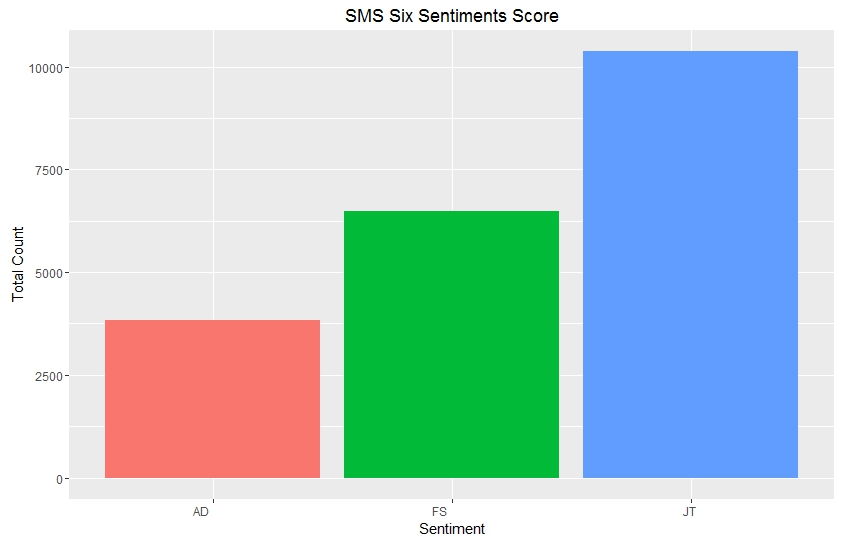 SMS Six Sentiments Score
10000
7500
5000
2500
0
Total Count
AD FS JT
Sentiment